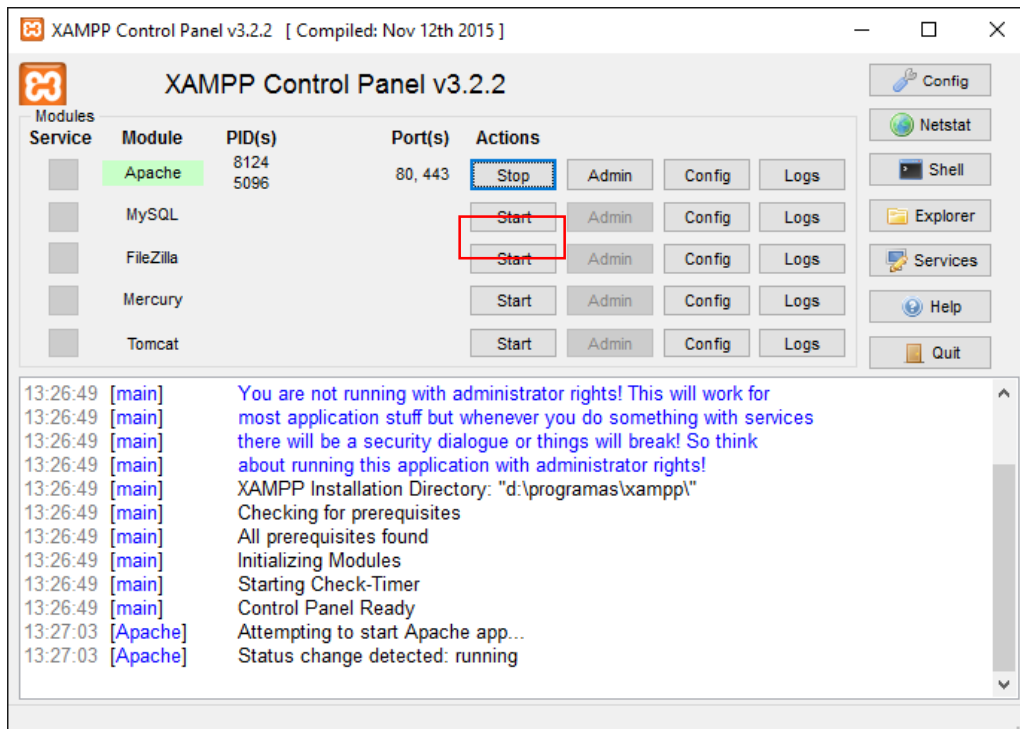 XAMPP Control Panel v3.2.2 [ Compiled: Nov 12th 2015 ]
XAMPP Control Panel v3.2.2
Config
Modules
Netstat
Service Module PID(s) Port(s) Actions
Apache 8124 80, 443 Stop Admin Config Logs
5096
Shell
MySQL Start Admin Config Logs
Explorer
FileZilla Start Admin Config Logs
Services
Mercury Start Admin Config Logs
Help
Tomcat Start Admin Config Logs
Quit
13:26:49 [main] You are not running with administrator rights! This will work for
13:26:49 [main] most application stuff but whenever you do something with services
13:26:49 [main] there will be a security dialogue or things will break! So think
13:26:49 [main] about running this application with administrator rights!
13:26:49 [main] XAMPP Installation Directory: "d:\programas\xampp\"
13:26:49 [main] Checking for prerequisites
13:26:49 [main] All prerequisites found
13:26:49 [main] Initializing Modules
13:26:49 [main] Starting Check-Timer
13:26:49 [main] Control Panel Ready
13:27:03 [Apache] Attempting to start Apache app...
13:27:03 [Apache] Status change detected: running